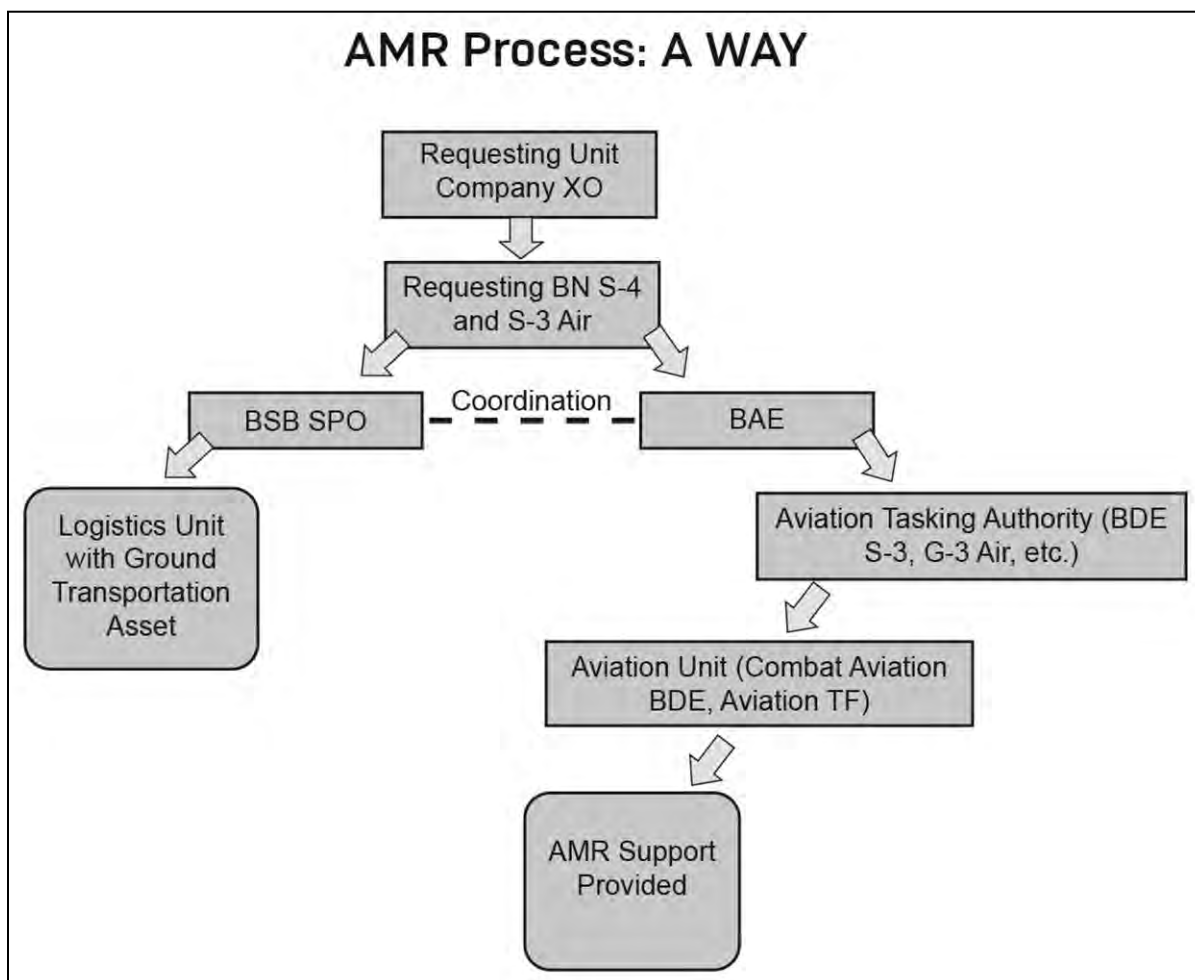 AMR Process: A WAY
Requesting Unit
Company XO
Requesting BN S-4
and S-3 Air
BSB SPO
Coordination
BAE
Logistics Unit
with Ground
Transportation
Asset
Aviation Tasking Authority (BDE
S-3, G-3 Air, etc.)
Aviation Unit (Combat Aviation
BDE, Aviation TF)
AMR Support
Provided